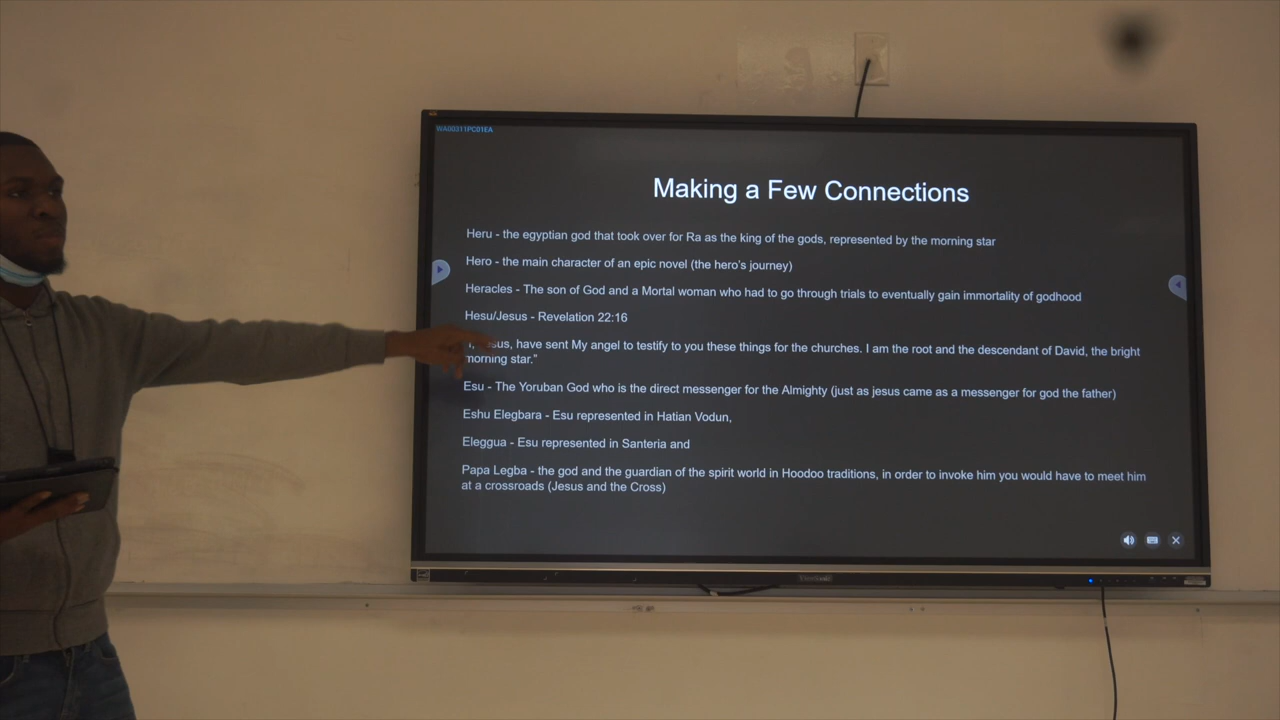 WA00311PC01EA
Making a Few Connections
Heru - the egyptian god that took over for Ra as the king of the gods, represented by the morning star
Hero - the main character of an epic novel (the hero's journey)
Heracles - The son of God and a Mortal woman who had to go through trials to eventually gain immortality of godhood
Hesu/Jesus - Revelation 22:16
have sent My angel to testify to you these things for the churches. I am the root and the descendant of David, the bright
morning star."
Esu - The Yoruban God who is the direct messenger for the Almighty (just as jesus came as a messenger for god the father)
Eshu Elegbara - Esu represented in Hatian Vodun,
Eleggua - Esu represented in Santeria and
Papa Legba - the god and the guardian of the spirit world in Hoodoo traditions, in order to invoke him you would have to meet him
at a crossroads (Jesus and the Cross)
ViewSonic